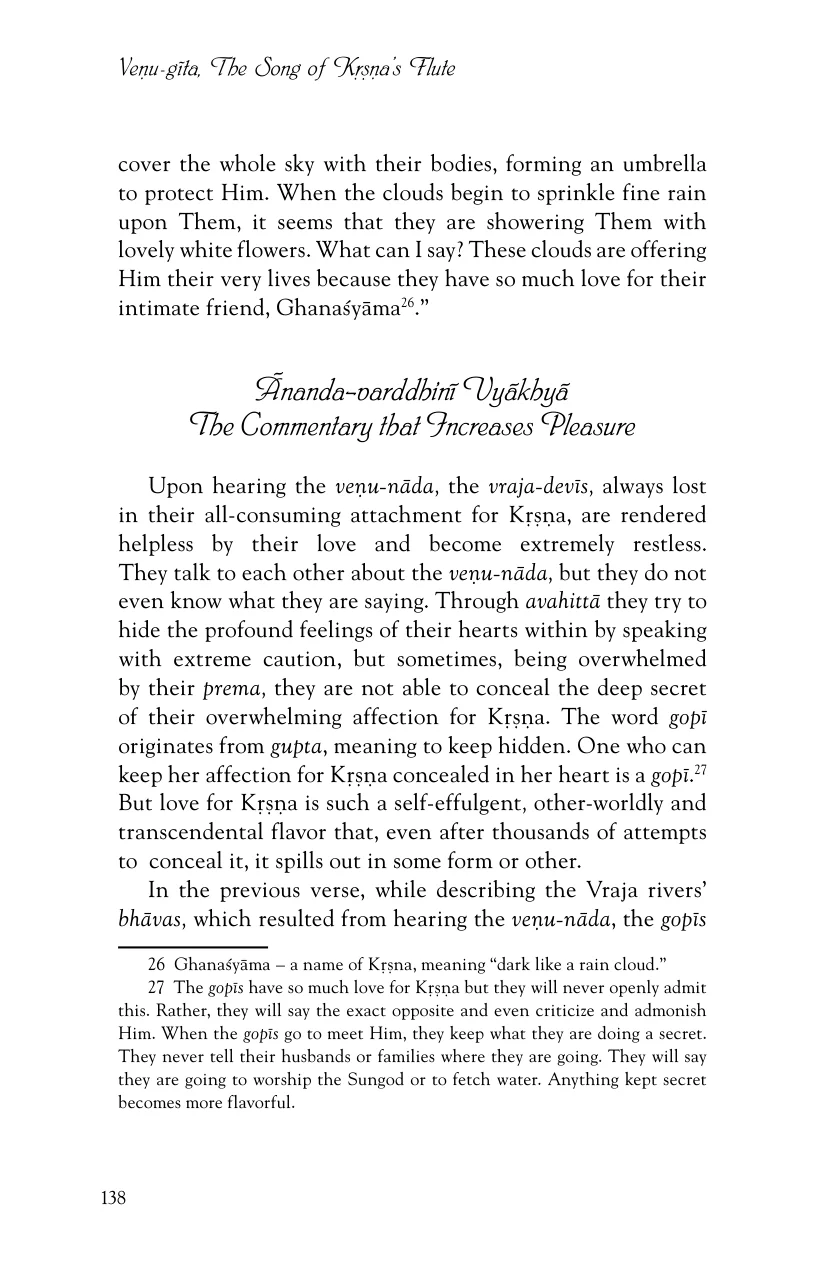 Veṇu-gīta, The Song of Kṛṣṇa’s Flute
cover the whole sky with their bodies, forming an umbrella
to protect Him. When the clouds begin to sprinkle fine rain
upon Them, it seems that they are showering Them with
lovely white flowers. What can I say? These clouds are offering
Him their very lives because they have so much love for their
intimate friend, Ghanaśyāma26.”
Ānanda-varddhinī Vyākhyā
The Commentary that Increases Pleasure
Upon hearing the veṇu-nāda, the vraja-devīs, always lost
in their all-consuming attachment for Kṛṣṇa, are rendered
helpless by their love and become extremely restless.
They talk to each other about the veṇu-nāda, but they do not
even know what they are saying. Through avahittā they try to
hide the profound feelings of their hearts within by speaking
with extreme caution, but sometimes, being overwhelmed
by their prema, they are not able to conceal the deep secret
of their overwhelming affection for Kṛṣṇa. The word gopī
originates from gupta, meaning to keep hidden. One who can
keep her affection for Kṛṣṇa concealed in her heart is a gopī.27
But love for Kṛṣṇa is such a self-effulgent, other-worldly and
transcendental flavor that, even after thousands of attempts
to conceal it, it spills out in some form or other.
In the previous verse, while describing the Vraja rivers’
bhāvas, which resulted from hearing the veṇu-nāda, the gopīs
26 Ghanaśyāma – a name of Kṛṣna, meaning “dark like a rain cloud.”
27 The gopīs have so much love for Kṛṣṇa but they will never openly admit
this. Rather, they will say the exact opposite and even criticize and admonish
Him. When the gopīs go to meet Him, they keep what they are doing a secret.
They never tell their husbands or families where they are going. They will say
they are going to worship the Sungod or to fetch water. Anything kept secret
becomes more flavorful.
138